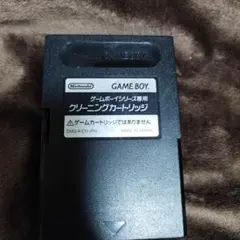 Nintendo GAME BOY
ゲームボーイシリーズ専用
クリーニングカートリッジ
⚠ゲームカートリッジではありません
MADE IN JAPAN